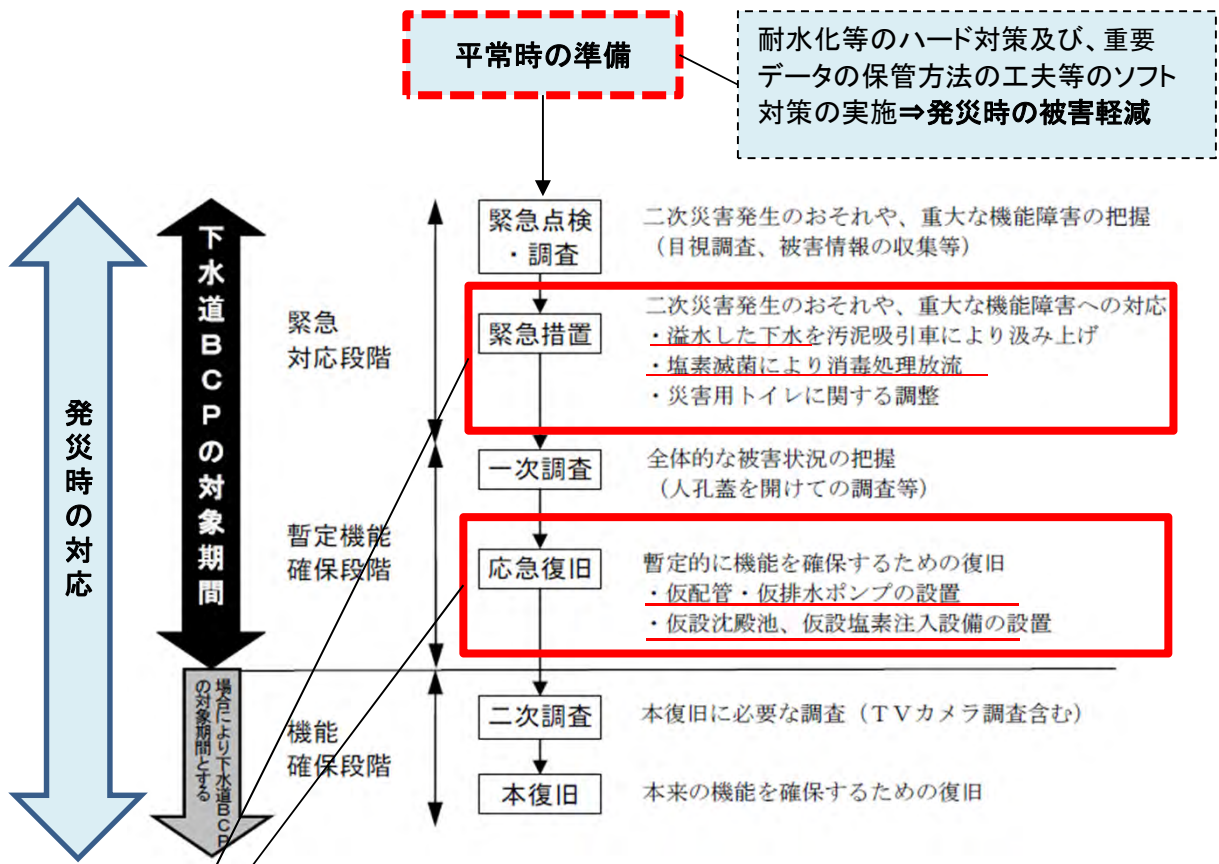 平常時の準備
耐水化等のハード対策及び、重要
データの保管方法の工夫等のソフト
対策の実施⇒発災時の被害軽減
発災時の対応
下水道BCPの対象期間
場合により下水道BCP
の対象期間とする
緊急
対応段階
緊急点検
・調査
二次災害発生のおそれや、重大な機能障害の把握
（目視調査、被害情報の収集等）
緊急措置
二次災害発生のおそれや、重大な機能障害への対応
・溢水した下水を汚泥吸引車により汲み上げ
・塩素滅菌により消毒処理放流
・災害用トイレに関する調整
暫定機能
確保段階
一次調査
全体的な被害状況の把握
（人孔蓋を開けての調査等）
応急復旧
暫定的に機能を確保するための復旧
・仮配管・仮排水ポンプの設置
・仮設沈殿池、仮設塩素注入設備の設置
機能
確保段階
二次調査
本復旧に必要な調査（TVカメラ調査含む）
本復旧
本来の機能を確保するための復旧